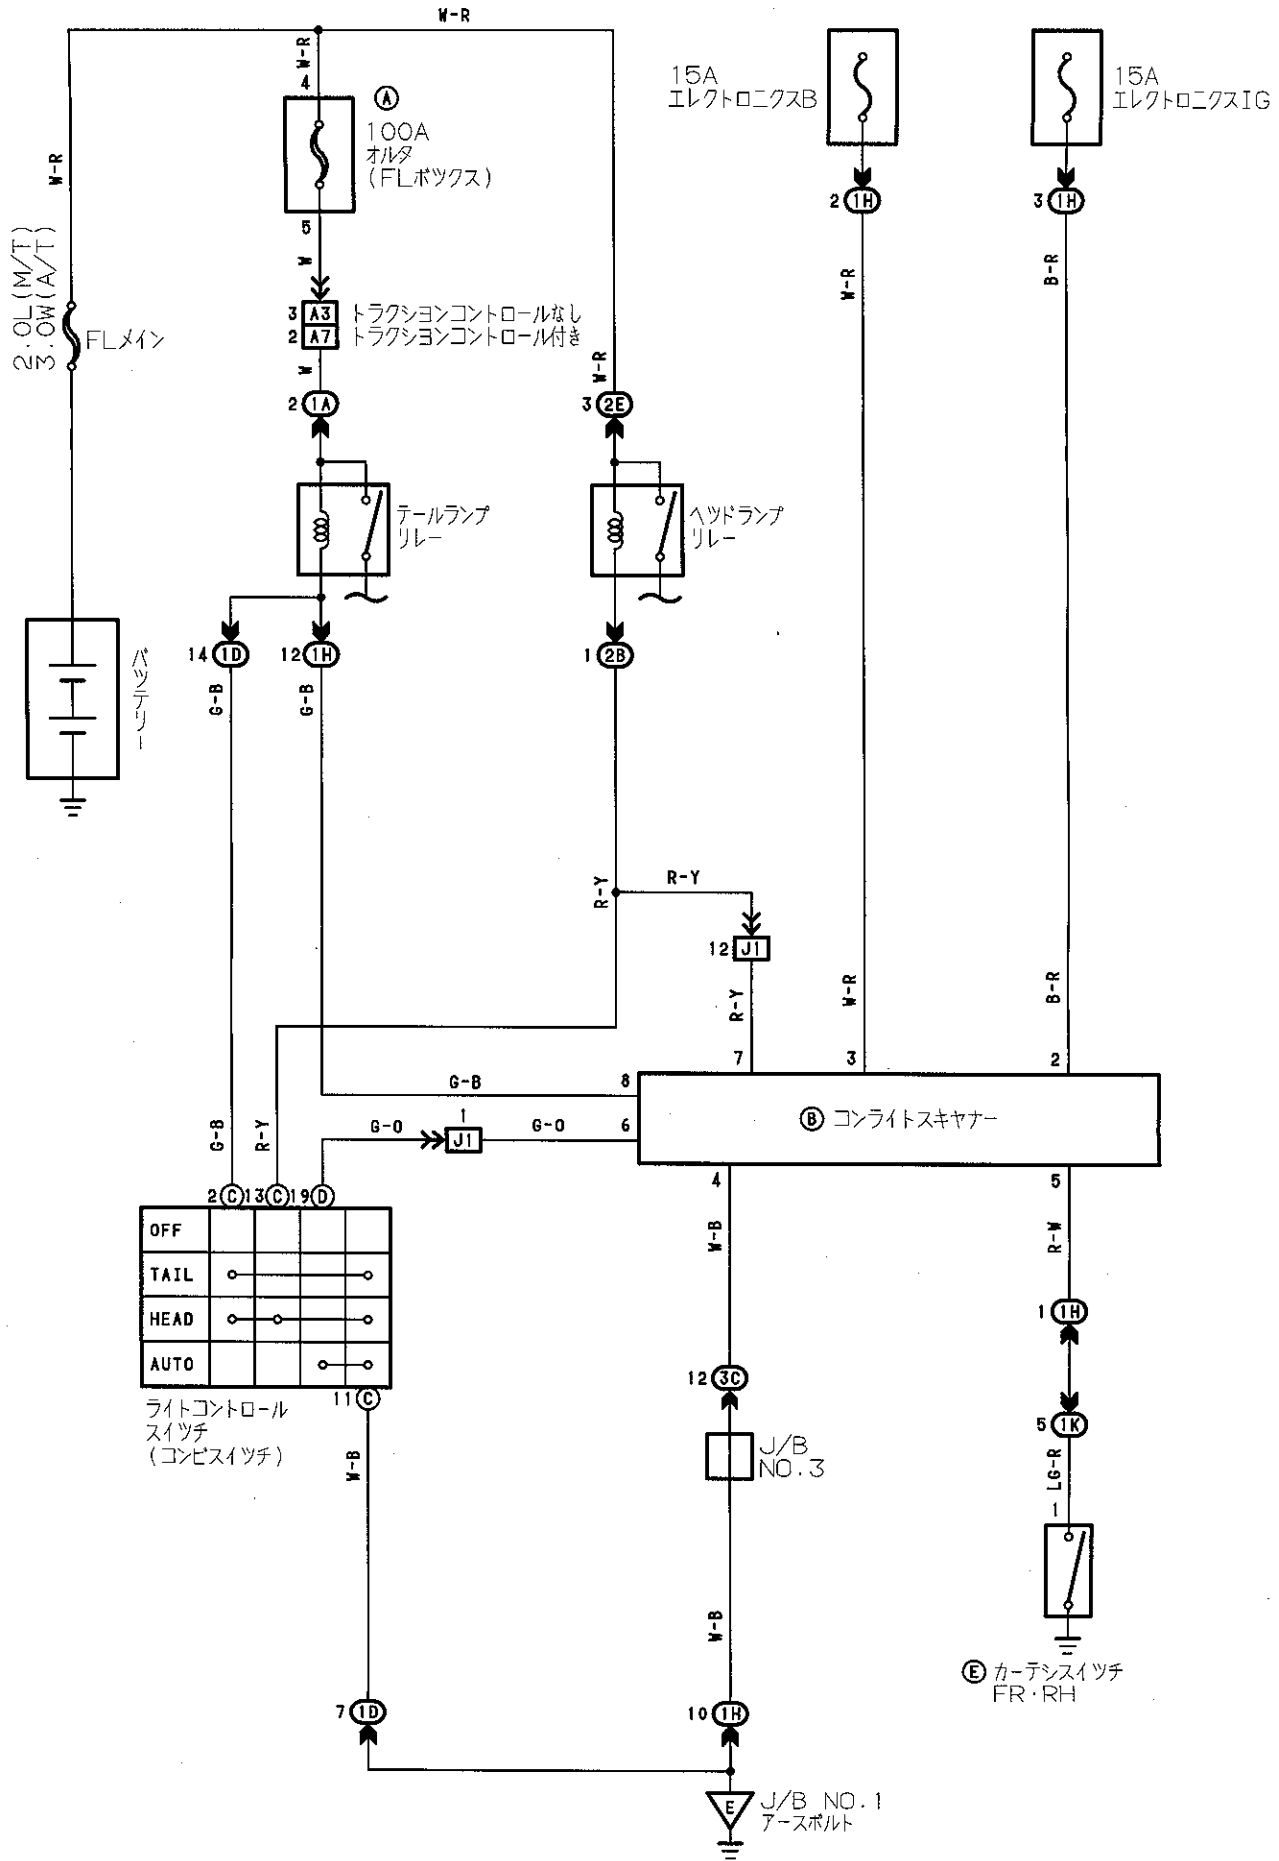 W-R
W-R
4
Ⓐ
100A
オルタ
(FLボツクス)
15A
エレクトロニクスB
15A
エレクトロニクスIG
W-R
5
W
2 1H
3 1H
2.0L(M/T)
3.0W(A/T)
FLメイン
W-R
B-R
3 A3 トラクシヨンコントロールなし
2 A7 トラクシヨンコントロール付き
W
W-R
2 1A
3 2E
テールランプ
リレー
ヘツドランプ
リレー
バツテリー
14 1D
12 1H
1 2B
G-B
G-B
R-Y
R-Y
12 J1
R-Y
W-R
B-R
7
3
2
G-B
8
Ⓑ コンライトスキヤナー
G-B
R-Y
G-O
1
J1
G-O
6
4
5
2 C 13 C 19 D
OFF
TAIL
HEAD
AUTO
W-B
R-W
1 1H
11 C
12 3C
ライトコントロール
スイツチ
(コンビスイツチ)
W-B
5 1K
J/B
NO.3
LG-R
1
W-B
Ⓔ カーテシスイツチ
FR・RH
7 1D
10 1H
E
J/B NO.1
アースボルト